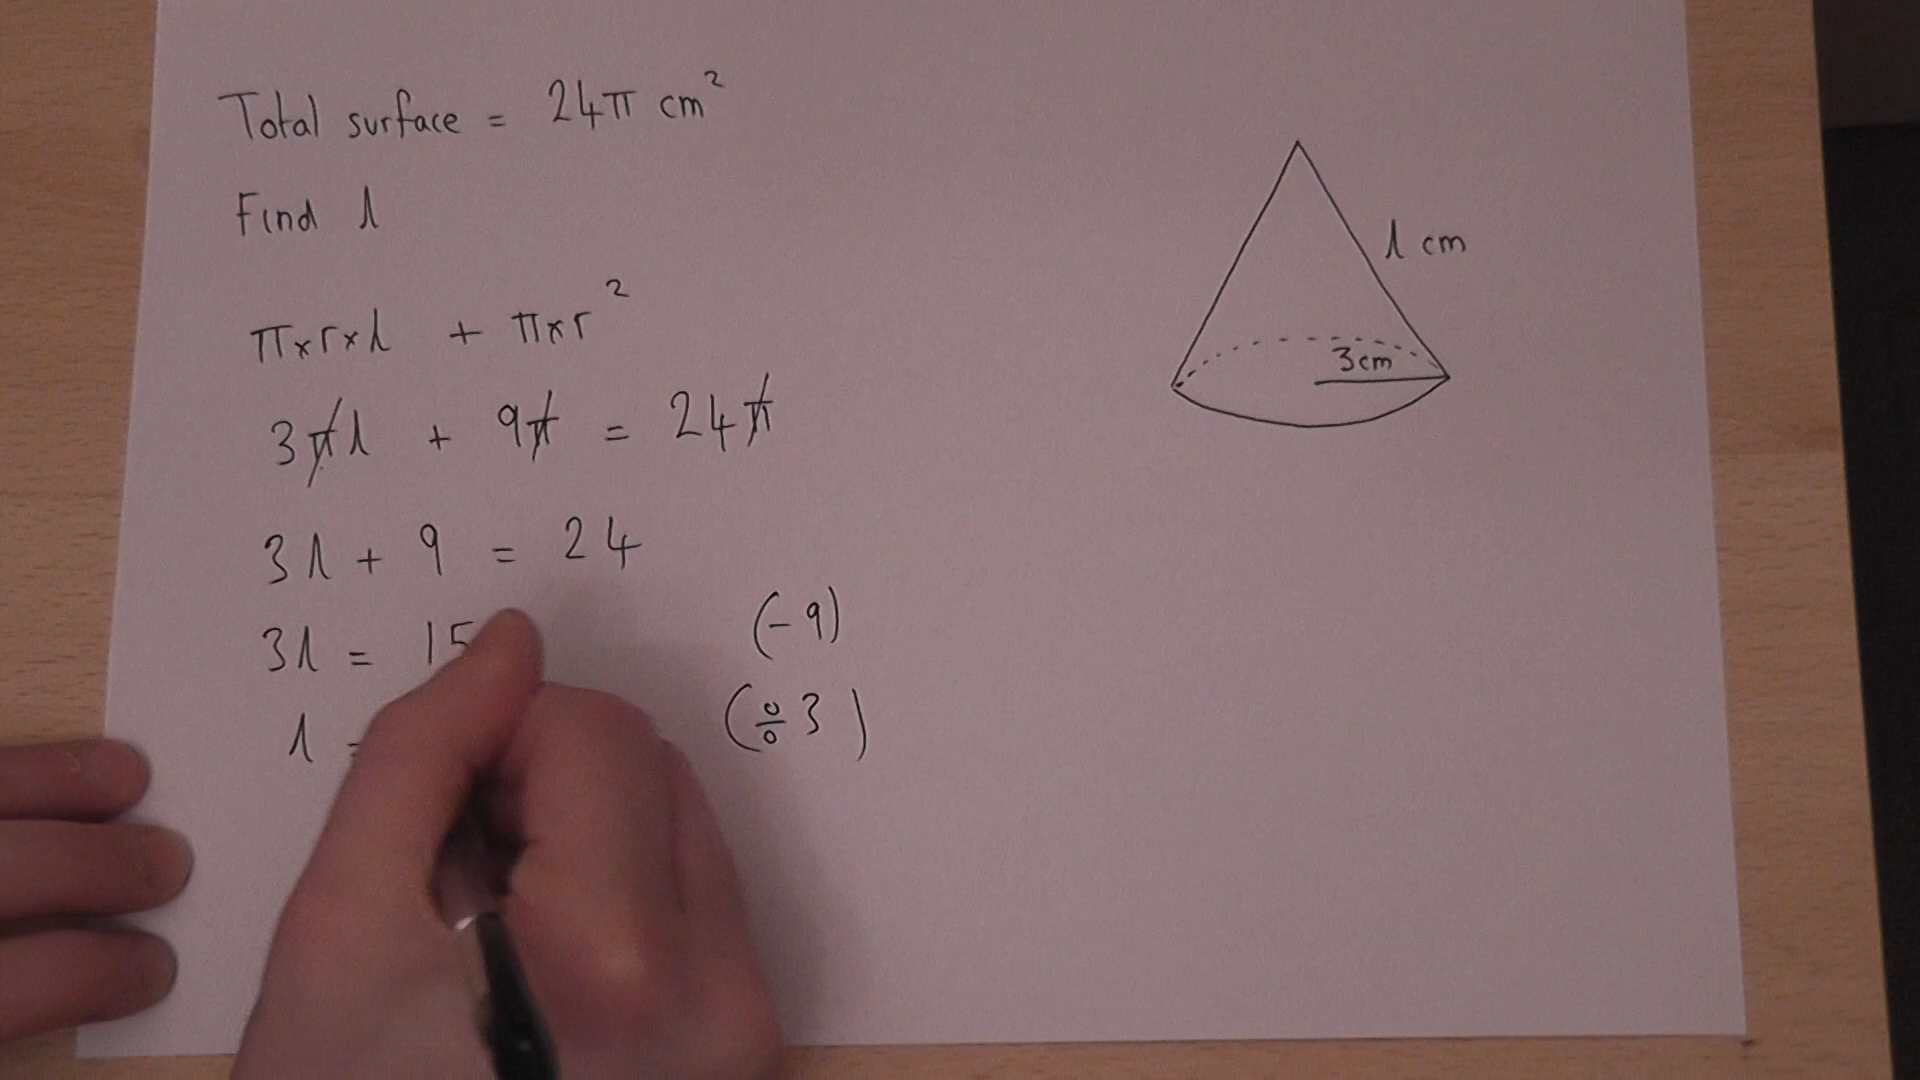 Total surface = 24π cm²
Find l
π×r×l + π×r²
3πl + 9π = 24π
3l + 9 = 24
3l = 15 (-9)
l = (÷3)
l cm
3cm